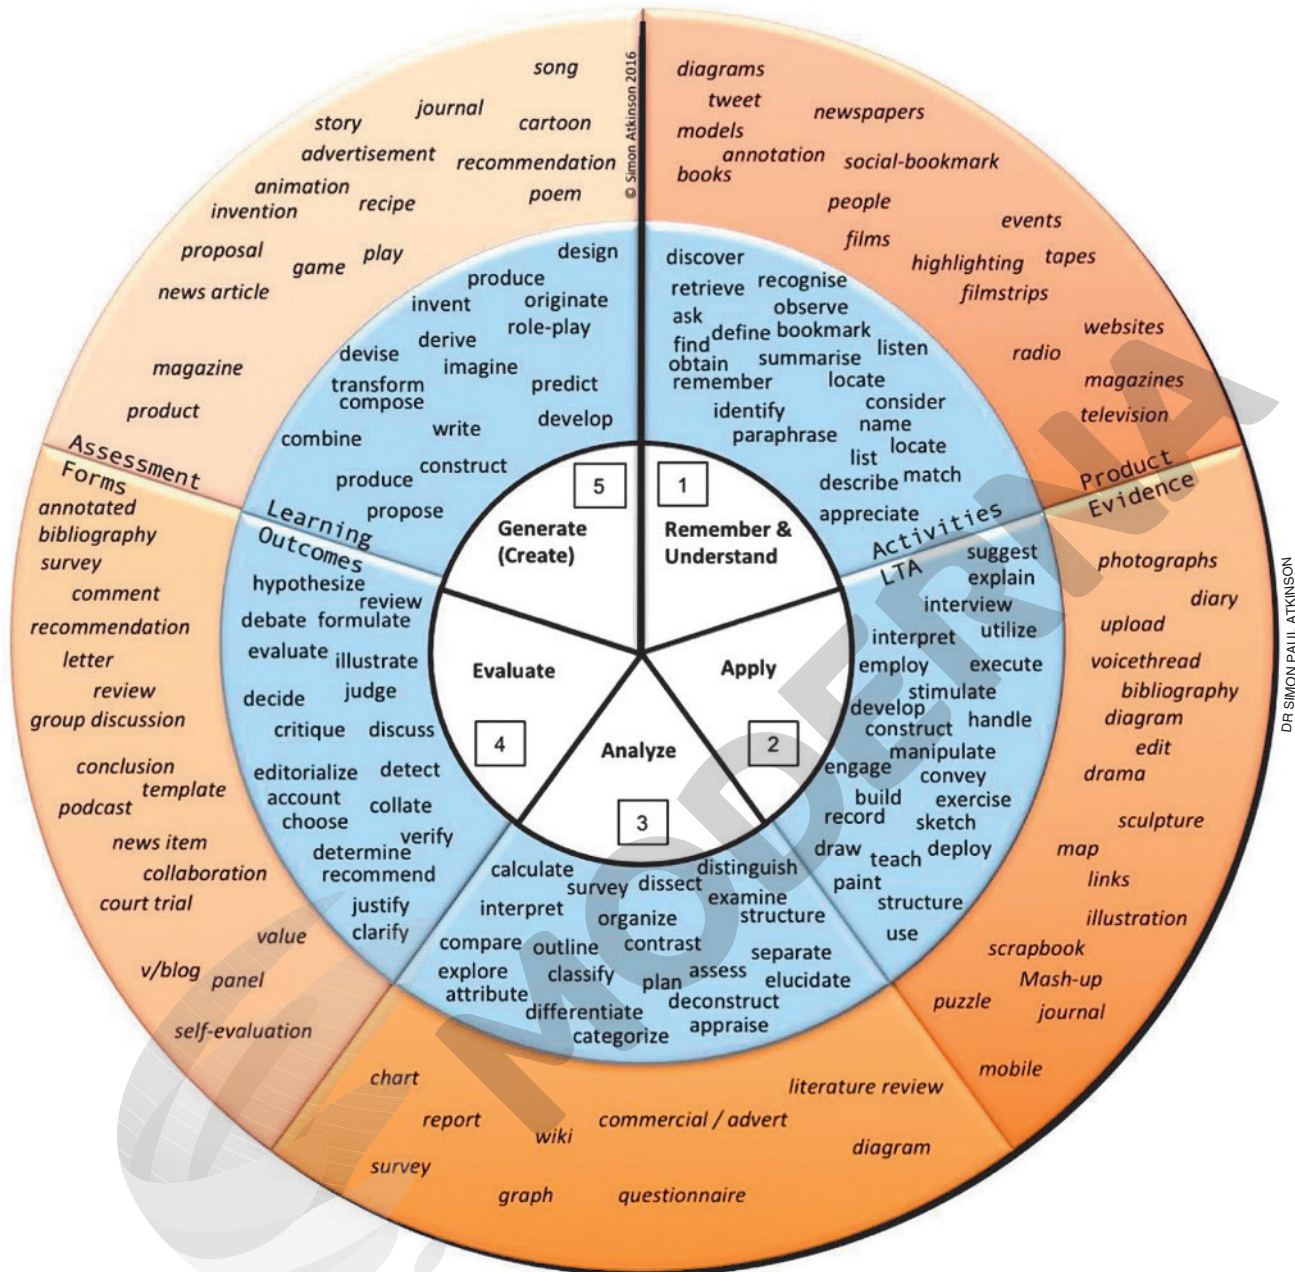 song
journal
story
cartoon
advertisement
recommendation
animation
poem
recipe
invention
proposal
play
game
news article
magazine
product
© Simon Atkinson 2016
diagrams
tweet
newspapers
models
annotation
social-bookmark
books
people
events
films
tapes
highlighting
filmstrips
websites
radio
magazines
television
design
produce
invent
originate
role-play
derive
devise
imagine
transform
predict
compose
develop
write
combine
construct
produce
propose
discover
recognise
retrieve
observe
ask
define
bookmark
find
listen
obtain
summarise
remember
locate
consider
identify
name
paraphrase
locate
list
match
describe
appreciate
Assessment
Forms
Learning
Outcomes
Activities
LTA
Product
Evidence
5
Generate
(Create)
1
Remember &
Understand
Evaluate
4
Apply
2
Analyze
3
annotated
bibliography
survey
comment
recommendation
letter
review
group discussion
conclusion
template
podcast
news item
collaboration
court trial
value
v/blog
panel
self-evaluation
hypothesize
review
debate
formulate
evaluate
illustrate
decide
judge
critique
discuss
editorialize
detect
account
collate
choose
verify
determine
recommend
justify
clarify
suggest
explain
interview
utilize
interpret
employ
execute
stimulate
develop
handle
construct
manipulate
engage
convey
build
exercise
record
sketch
draw
deploy
teach
paint
structure
use
photographs
diary
upload
voicethread
bibliography
diagram
edit
drama
sculpture
map
links
illustration
scrapbook
Mash-up
puzzle
journal
mobile
calculate
distinguish
survey
dissect
examine
interpret
organize
structure
compare
outline
contrast
separate
explore
classify
plan
assess
elucidate
attribute
deconstruct
differentiate
appraise
categorize
chart
literature review
report
commercial / advert
wiki
diagram
survey
graph
questionnaire
DR SIMON PAUL ATKINSON
MODERNA